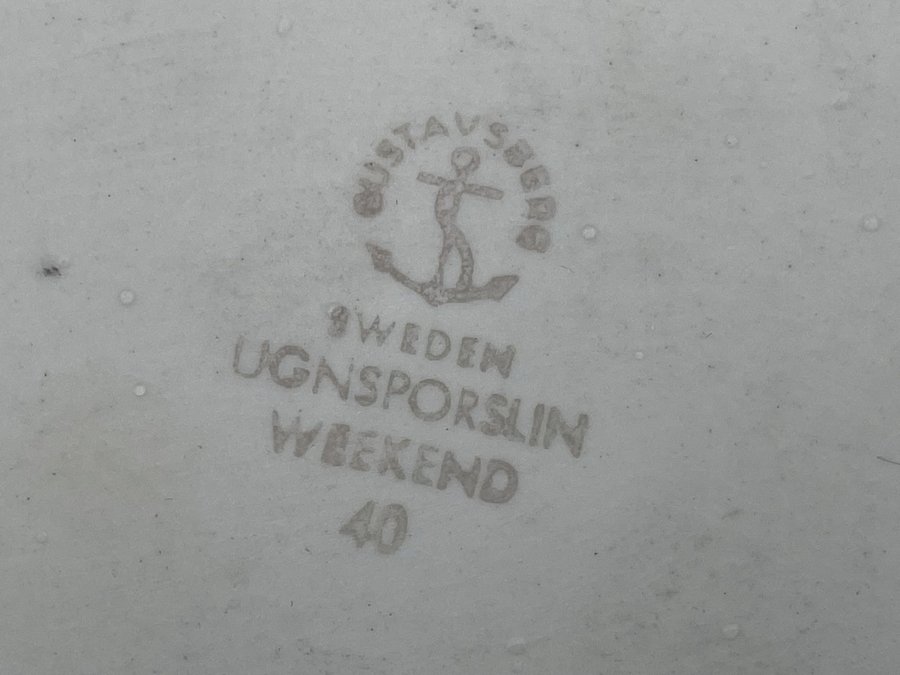 GUSTAVSBERG
SWEDEN
UGNSPORSLIN
WEEKEND
40